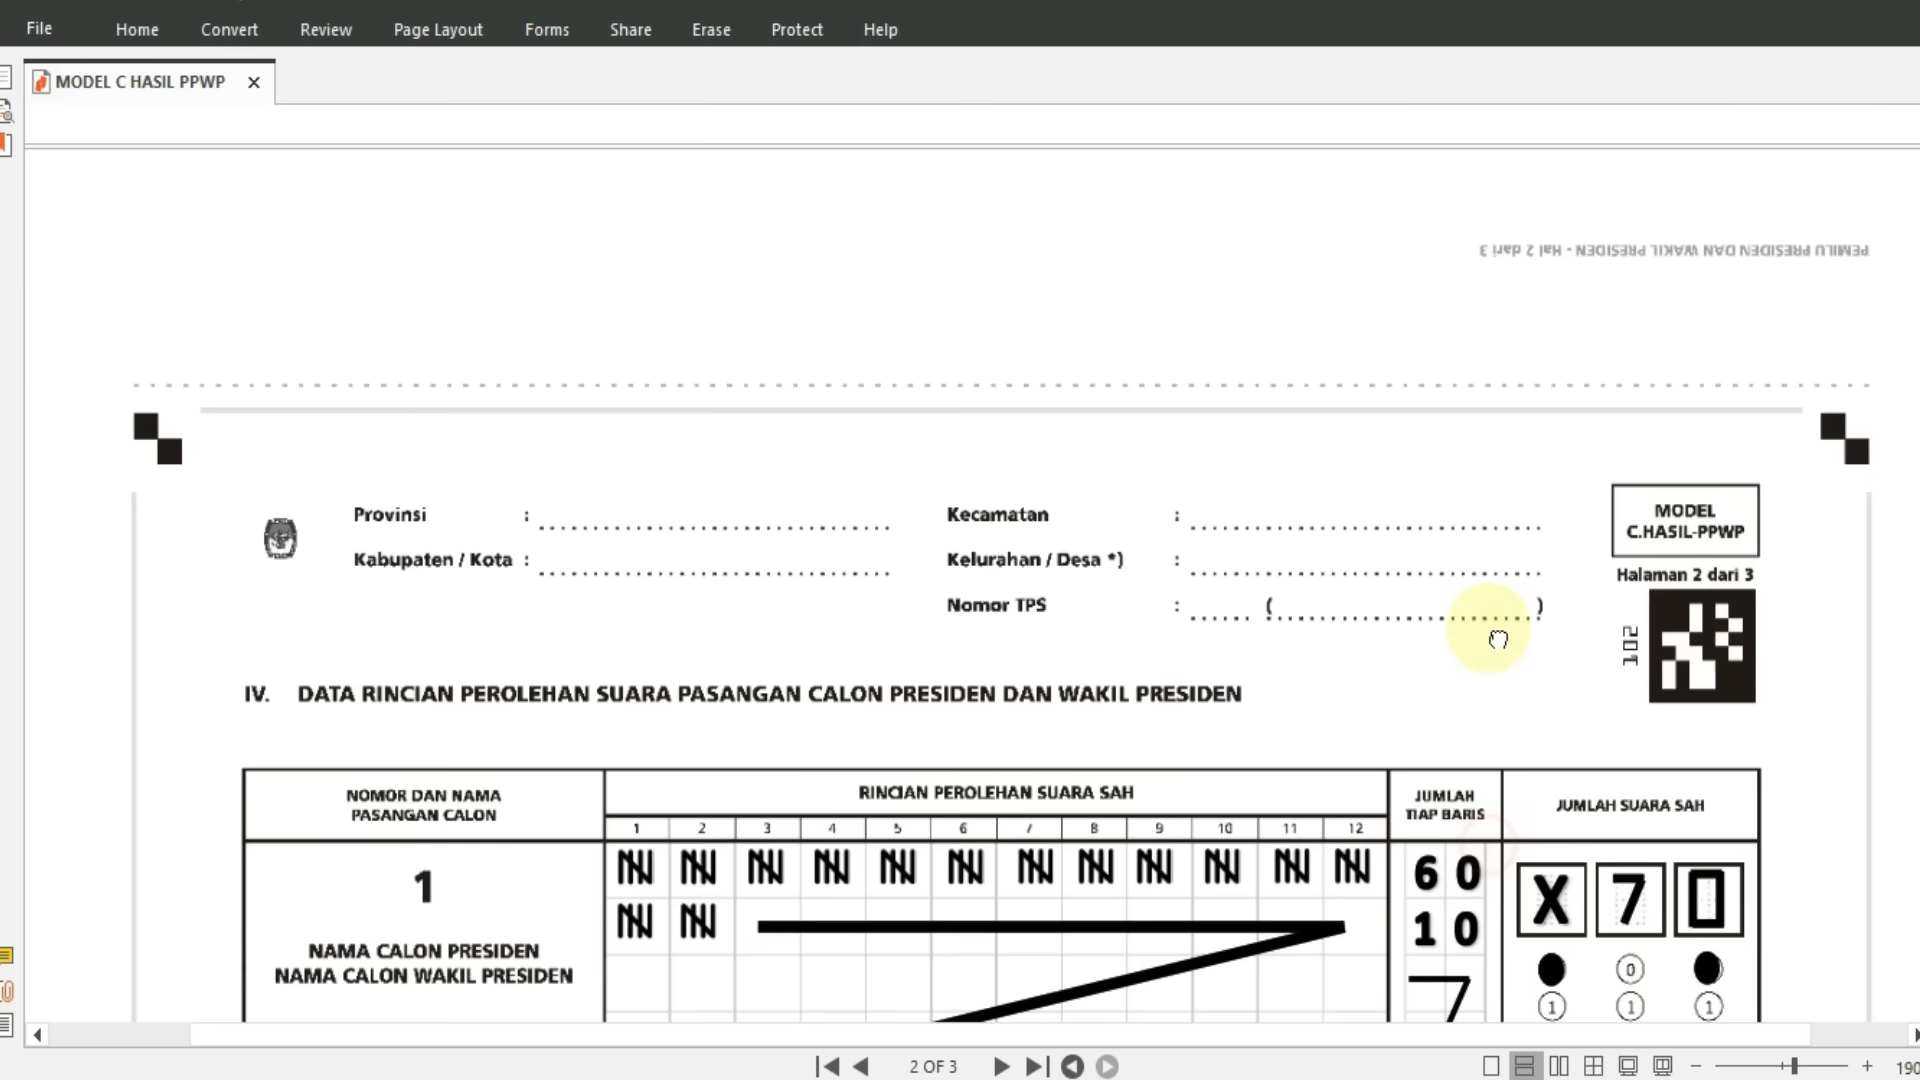 File Home Convert Review Page Layout Forms Share Erase Protect Help
MODEL C HASIL PPWP
PEMILU PRESIDEN DAN WAKIL PRESIDEN - Hal 2 dari 3
Provinsi :
Kabupaten / Kota :
Kecamatan :
Kelurahan / Desa *) :
Nomor TPS : ( )
MODEL
C.HASIL-PPWP
Halaman 2 dari 3
102
IV. DATA RINCIAN PEROLEHAN SUARA PASANGAN CALON PRESIDEN DAN WAKIL PRESIDEN
NOMOR DAN NAMA
PASANGAN CALON
RINCIAN PEROLEHAN SUARA SAH
1 2 3 4 5 6 7 8 9 10 11 12
JUMLAH
TIAP BARIS
JUMLAH SUARA SAH
1
NAMA CALON PRESIDEN
NAMA CALON WAKIL PRESIDEN
60
10
X 7 0
0
1 1 1
2 OF 3
190